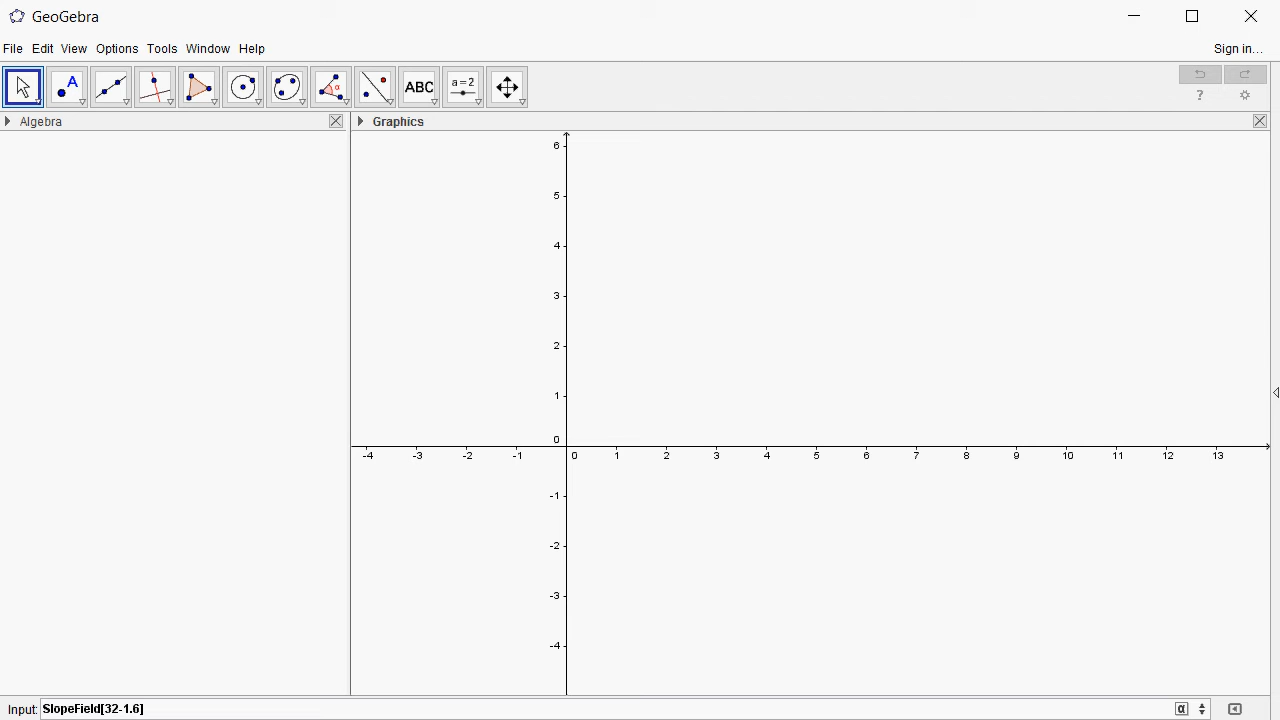 GeoGebra
File Edit View Options Tools Window Help Sign in...
A α ABC a=2 ?
Algebra Graphics
6
5
4
3
2
1
0
-4 -3 -2 -1 0 1 2 3 4 5 6 7 8 9 10 11 12 13
-1
-2
-3
-4
Input: SlopeField[32-1.6] α